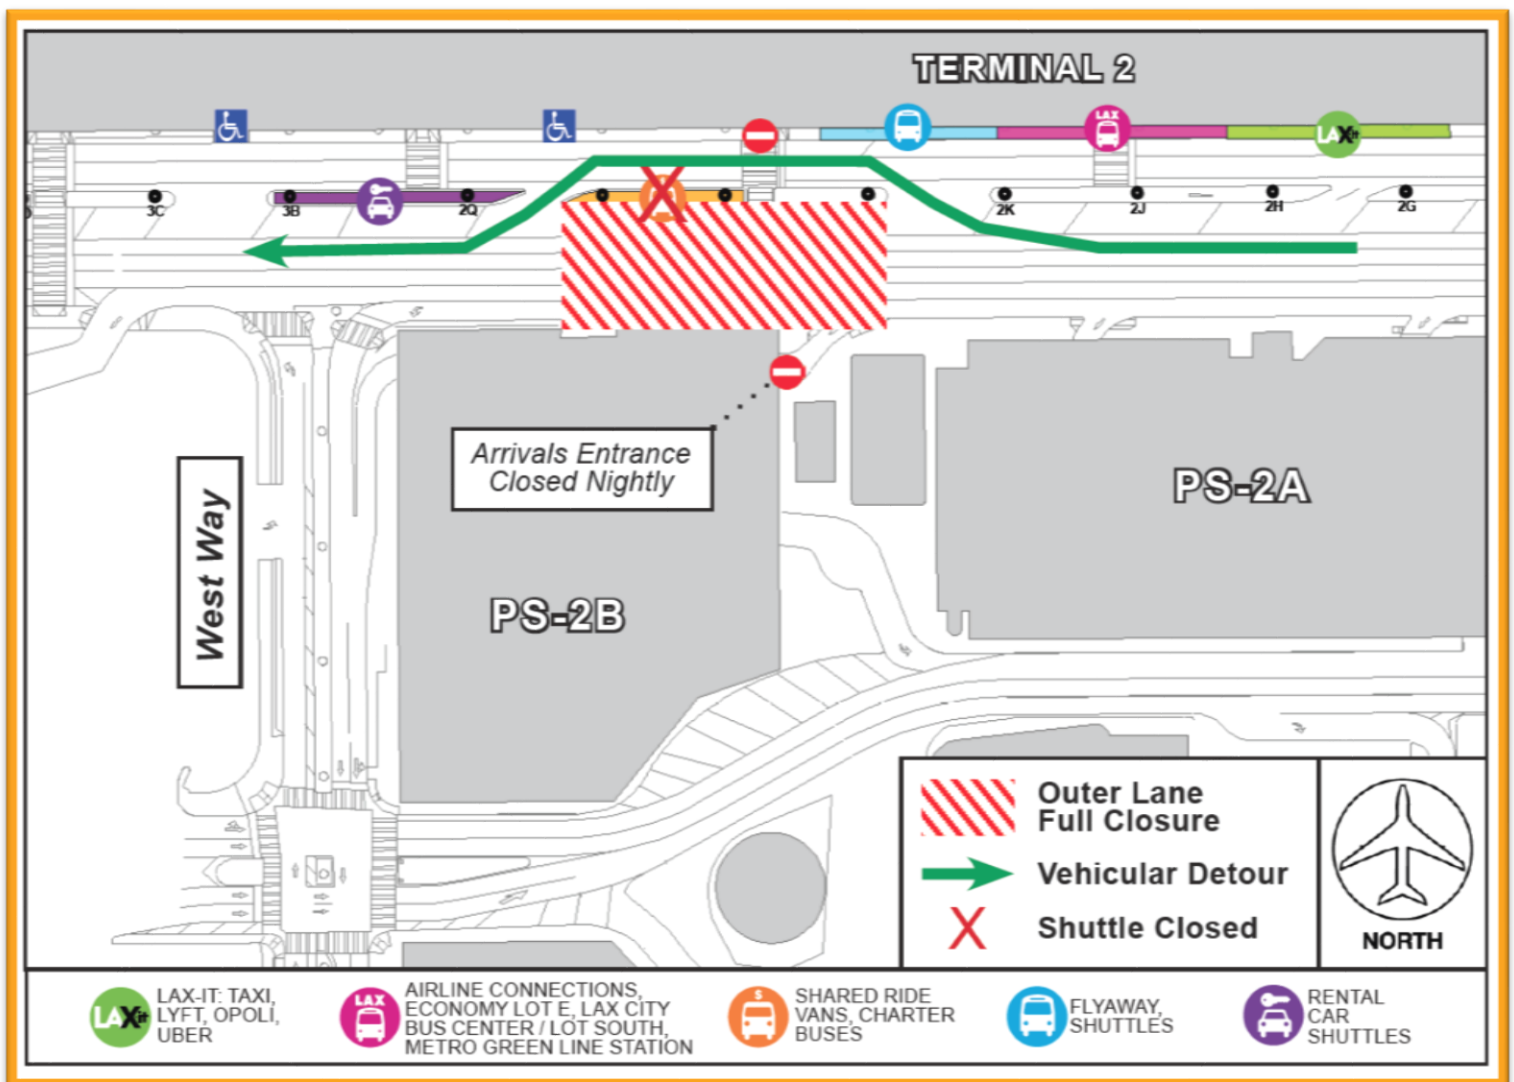 TERMINAL 2
LAX
LAXit
3C
3B
2Q
2K
2J
2H
2G
Arrivals Entrance
Closed Nightly
PS-2A
PS-2B
West Way
Outer Lane
Full Closure
Vehicular Detour
X Shuttle Closed
NORTH
LAXit
LAX-IT: TAXI,
LYFT, OPOLI,
UBER
LAX
AIRLINE CONNECTIONS,
ECONOMY LOT E, LAX CITY
BUS CENTER / LOT SOUTH,
METRO GREEN LINE STATION
$
SHARED RIDE
VANS, CHARTER
BUSES
FLYAWAY,
SHUTTLES
RENTAL
CAR
SHUTTLES